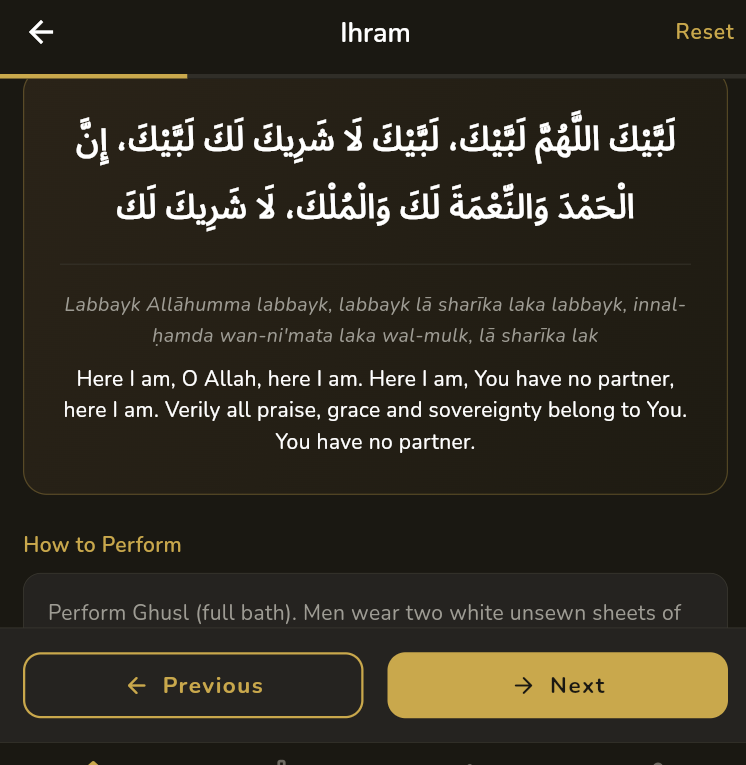 Ihram
Reset
لَبَّيْكَ اللَّهُمَّ لَبَّيْكَ، لَبَّيْكَ لَا شَرِيكَ لَكَ لَبَّيْكَ، إِنَّ
الْحَمْدَ وَالنِّعْمَةَ لَكَ وَالْمُلْكَ، لَا شَرِيكَ لَكَ
Labbayk Allāhumma labbayk, labbayk lā sharīka laka labbayk, innal-
ḥamda wan-ni'mata laka wal-mulk, lā sharīka lak
Here I am, O Allah, here I am. Here I am, You have no partner,
here I am. Verily all praise, grace and sovereignty belong to You.
You have no partner.
How to Perform
Perform Ghusl (full bath). Men wear two white unsewn sheets of
Previous
Next